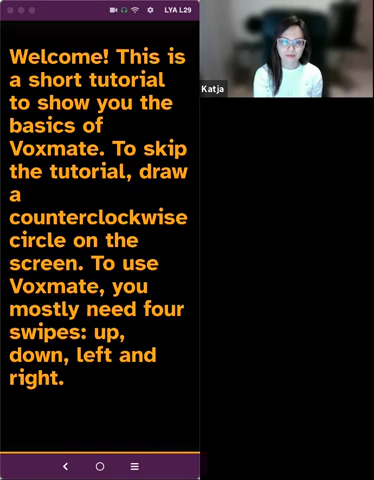 LYA L29
Welcome! This is
a short tutorial
to show you the
basics of
Voxmate. To skip
the tutorial, draw
a
counterclockwise
circle on the
screen. To use
Voxmate, you
mostly need four
swipes: up,
down, left and
right.
Katja